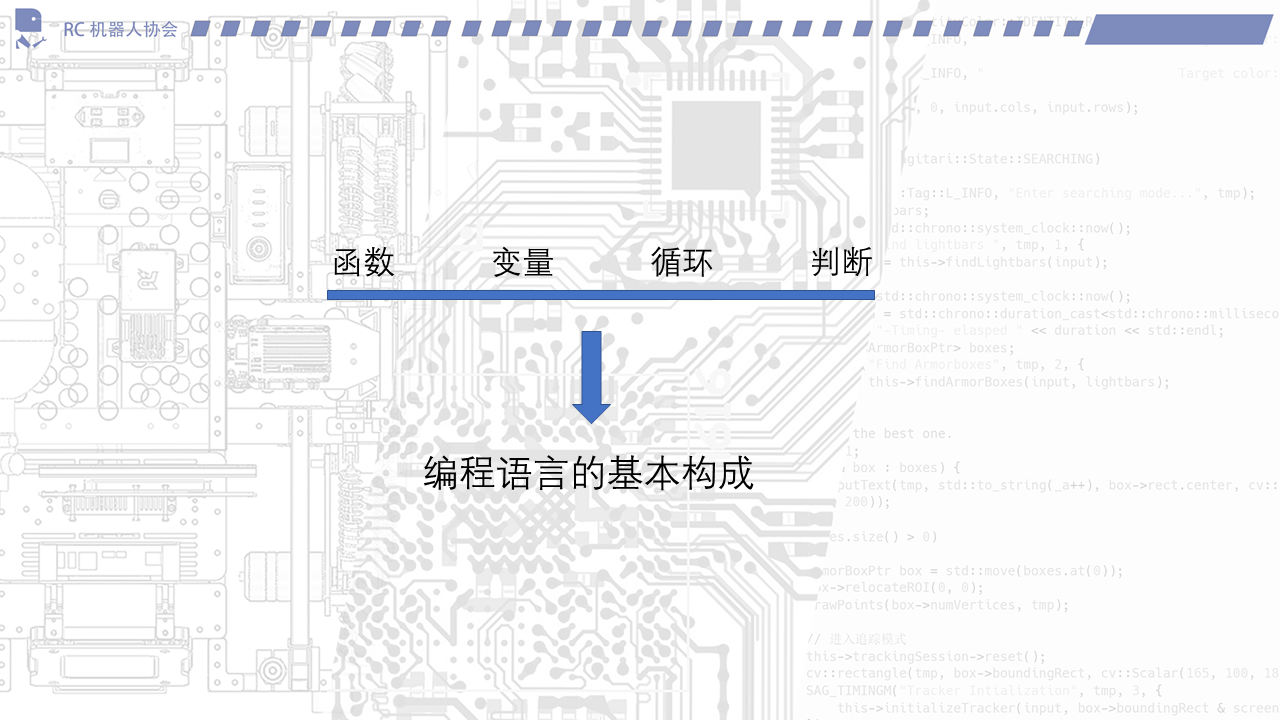 RC 机器人协会
_INFO, "
Target color:
, 0, input.cols, input.rows);
gitari::State::SEARCHING)
::Tag::L_INFO, "Enter searching mode...", tmp);
bars;
d::chrono::system_clock::now();
nd lightbars ", tmp, 1, {
= this->findLightbars(input);
函数 变量 循环 判断
std::chrono::system_clock::now();
= std::chrono::duration_cast<std::chrono::milliseco
" << duration << std::endl;
ArmorBoxPtr> boxes;
"Find Armorboxes", tmp, 2, {
this->findArmorBoxes(input, lightbars);
the best one.
1;
box : boxes) {
编程语言的基本构成
putText(tmp, std::to_string(_a++), box->rect.center, cv::
200));
es.size() > 0)
morBoxPtr box = std::move(boxes.at(0));
ox->relocateROI(0, 0);
rawPoints(box->numVertices, tmp);
// 进入追踪模式
this->trackingSession->reset();
cv::rectangle(tmp, box->boundingRect, cv::Scalar(165, 100, 18
SAG_TIMINGM("Tracker Intialization", tmp, 3, {
this->initializeTracker(input, box->boundingRect & screen